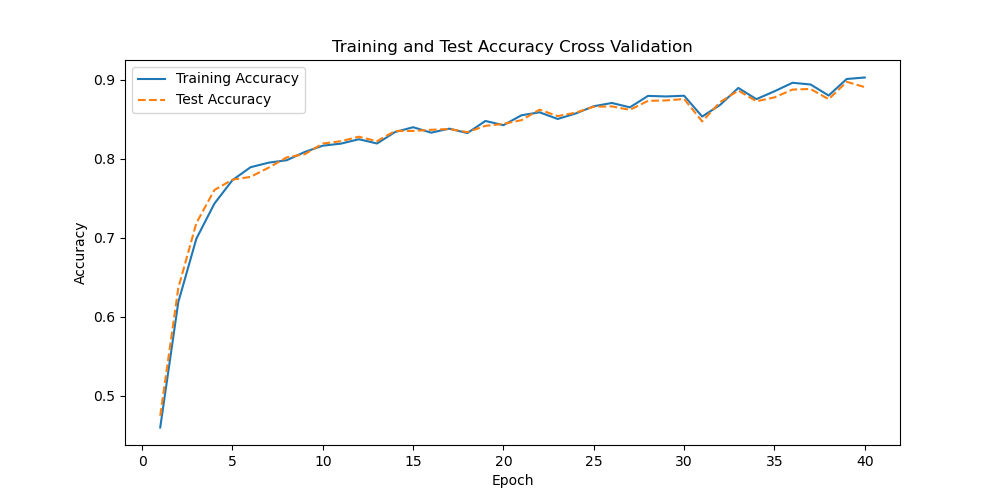 Training and Test Accuracy Cross Validation
Training Accuracy
Test Accuracy
0.9
0.8
0.7
0.6
0.5
Accuracy
0 5 10 15 20 25 30 35 40
Epoch